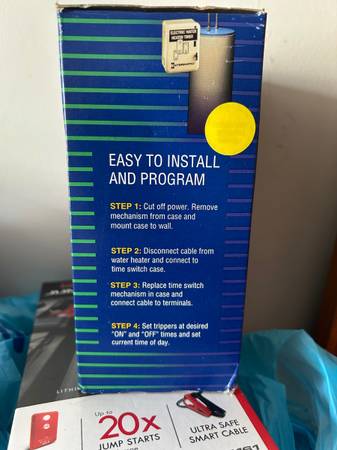 ELECTRIC WATER
HEATER TIMER
INTERMATIC
EASY TO INSTALL
AND PROGRAM
STEP 1: Cut off power. Remove
mechanism from case and
mount case to wall.
STEP 2: Disconnect cable from
water heater and connect to
time switch case.
STEP 3: Replace time switch
mechanism in case and
connect cable to terminals.
STEP 4: Set trippers at desired
"ON" and "OFF" times and set
current time of day.
Up to
20x
JUMP STARTS
ULTRA SAFE
SMART CABLE